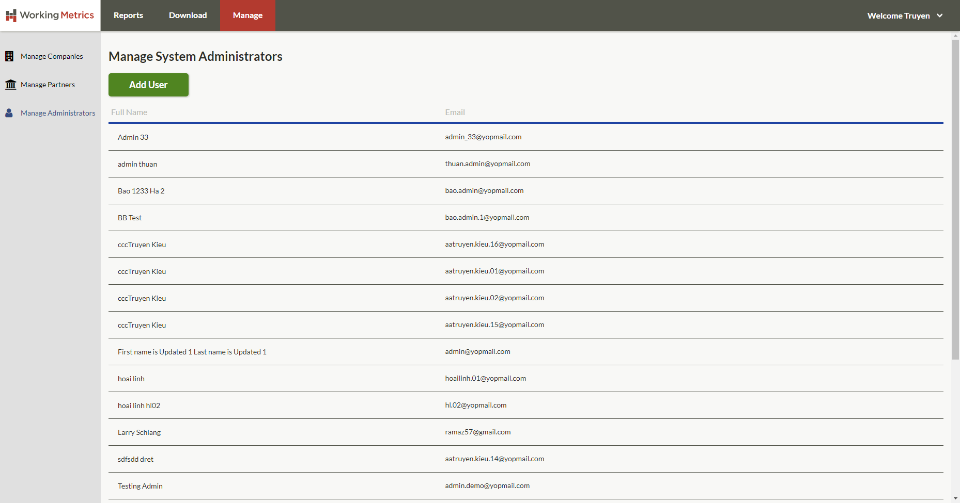 Working Metrics
Reports Download Manage Welcome Truyen
Manage Companies
Manage Partners
Manage Administrators
Manage System Administrators
Add User
Full Name Email
Admin 33 admin_33@yopmail.com
admin thuan thuan.admin@yopmail.com
Bao 1233 Ha 2 bao.admin@yopmail.com
BB Test bao.admin.1@yopmail.com
cccTruyen Kieu aatruyen.kieu.16@yopmail.com
cccTruyen Kieu aatruyen.kieu.01@yopmail.com
cccTruyen Kieu aatruyen.kieu.02@yopmail.com
cccTruyen Kieu aatruyen.kieu.15@yopmail.com
First name is Updated 1 Last name is Updated 1 admin@yopmail.com
hoai linh hoailinh.01@yopmail.com
hoai linh hl02 hl.02@yopmail.com
Larry Schlang ramaz57@gmail.com
sdfsdd dret aatruyen.kieu.14@yopmail.com
Testing Admin admin.demo@yopmail.com